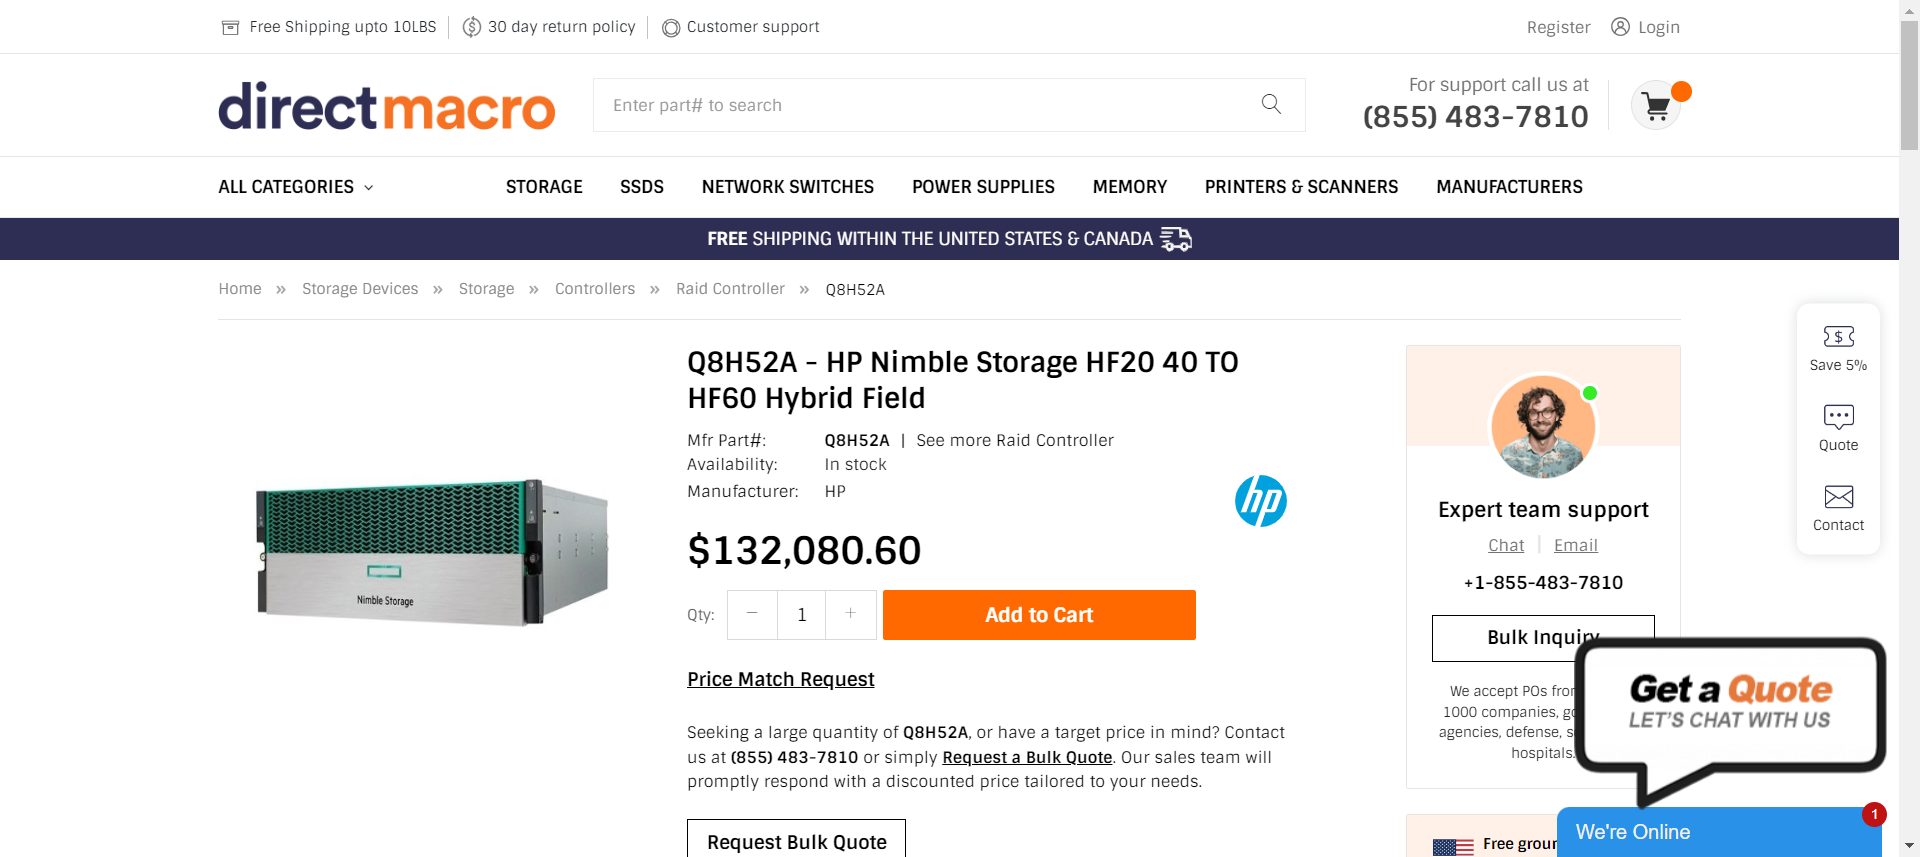 Free Shipping upto 10LBS
30 day return policy
Customer support
Register
Login
directmacro
Enter part# to search
For support call us at
(855) 483-7810
ALL CATEGORIES
STORAGE
SSDS
NETWORK SWITCHES
POWER SUPPLIES
MEMORY
PRINTERS & SCANNERS
MANUFACTURERS
FREE SHIPPING WITHIN THE UNITED STATES & CANADA
Home » Storage Devices » Storage » Controllers » Raid Controller » Q8H52A
Nimble Storage
Q8H52A - HP Nimble Storage HF20 40 TO
HF60 Hybrid Field
Mfr Part#: Q8H52A | See more Raid Controller
Availability: In stock
Manufacturer: HP
hp
$132,080.60
Qty: − 1 +
Add to Cart
Price Match Request
Seeking a large quantity of Q8H52A, or have a target price in mind? Contact
us at (855) 483-7810 or simply Request a Bulk Quote. Our sales team will
promptly respond with a discounted price tailored to your needs.
Request Bulk Quote
Expert team support
Chat | Email
+1-855-483-7810
Bulk Inquiry
We accept POs from
1000 companies,
agencies, defense,
hospitals.
Free
$
Save 5%
Quote
Contact
Get a Quote
LET'S CHAT WITH US
We're Online
1